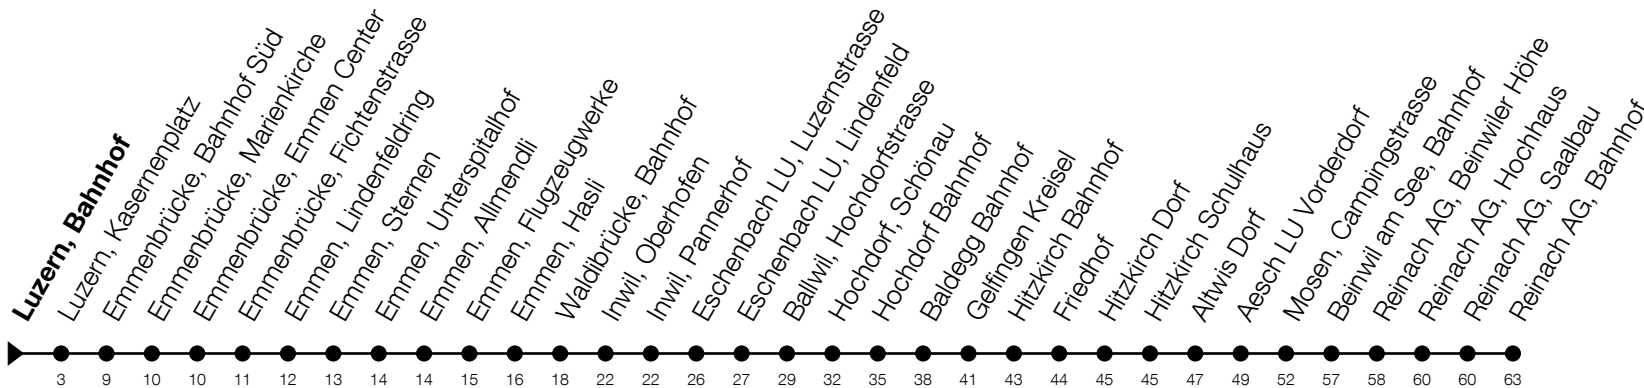 Luzern, Bahnhof
Luzern, Kasernenplatz
Emmenbrücke, Bahnhof Süd
Emmenbrücke, Marienkirche
Emmenbrücke, Emmen Center
Emmenbrücke, Fichtenstrasse
Emmen, Lindenfeldring
Emmen, Sternen
Emmen, Unterspitalhof
Emmen, Allmendli
Emmen, Flugzeugwerke
Emmen, Hasli
Waldibrücke, Bahnhof
Inwil, Oberhofen
Inwil, Pannerhof
Eschenbach LU, Luzernstrasse
Eschenbach LU, Lindenfeld
Ballwil, Hochdorfstrasse
Hochdorf, Schönau
Hochdorf Bahnhof
Baldegg Bahnhof
Gelfingen Kreisel
Hitzkirch Bahnhof
Friedhof
Hitzkirch Dorf
Hitzkirch Schulhaus
Altwis Dorf
Aesch LU Vorderdorf
Mosen, Campingstrasse
Beinwil am See, Bahnhof
Reinach AG, Beinwiler Höhe
Reinach AG, Hochhaus
Reinach AG, Saalbau
Reinach AG, Bahnhof
3 9 10 10 11 12 13 14 14 15 16 18 22 22 26 27 29 32 35 38 41 43 44 45 45 47 49 52 57 58 60 60 63